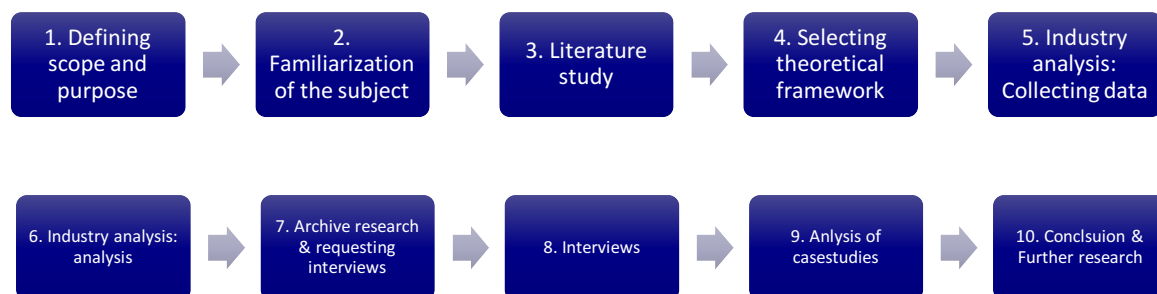 1. Defining
scope and
purpose
2.
Familiarization
of the subject
3. Literature
study
4. Selecting
theoretical
framework
5. Industry
analysis:
Collecting data
6. Industry analysis:
analysis
7. Archive research
& requesting
interviews
8. Interviews
9. Anlysis of
casestudies
10. Conclsuion &
Further research